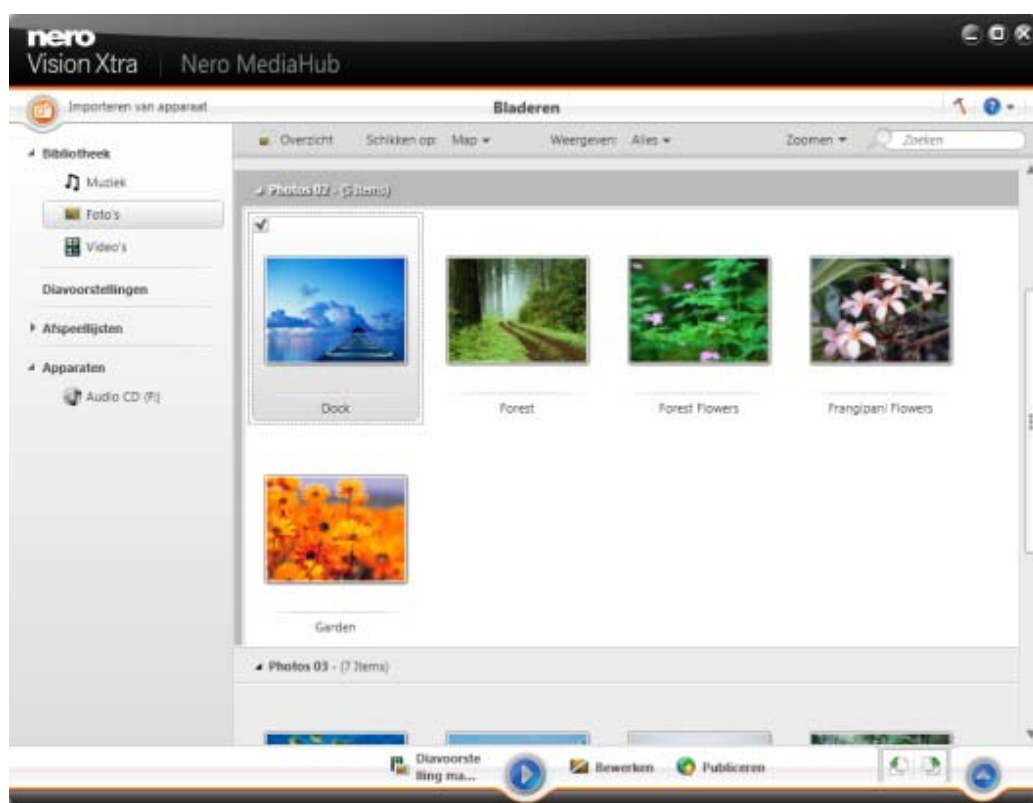 nero
Vision Xtra | Nero MediaHub
Importeren van apparaat
Bladeren
Overzicht Schikken op: Map Weergeven: Alles Zoomen Zoeken
Bibliotheek
Muziek
Foto's
Video's
Diavoorstellingen
Afspeellijsten
Apparaten
Audio CD (F:)
Photos 02 - (5 Items)
Dock
Forest
Forest Flowers
Frangipani Flowers
Garden
Photos 03 - (7 Items)
Diavoorste
lling ma...
Bewerken
Publiceren